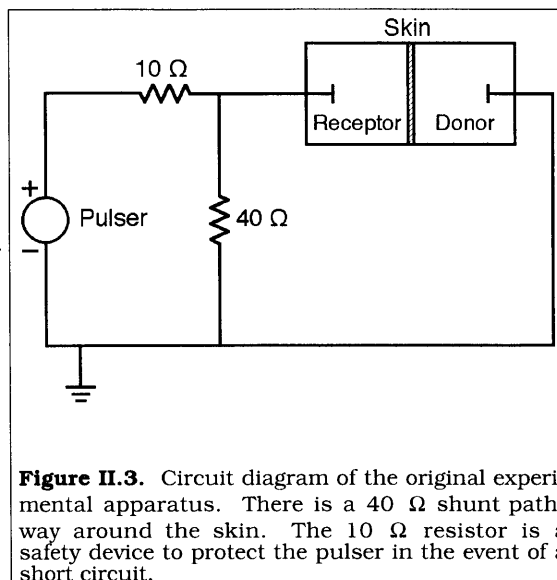 Skin
10 Ω
Receptor Donor
+
Pulser
40 Ω
−
Figure II.3. Circuit diagram of the original experi-
mental apparatus. There is a 40 Ω shunt path-
way around the skin. The 10 Ω resistor is a
safety device to protect the pulser in the event of a
short circuit.